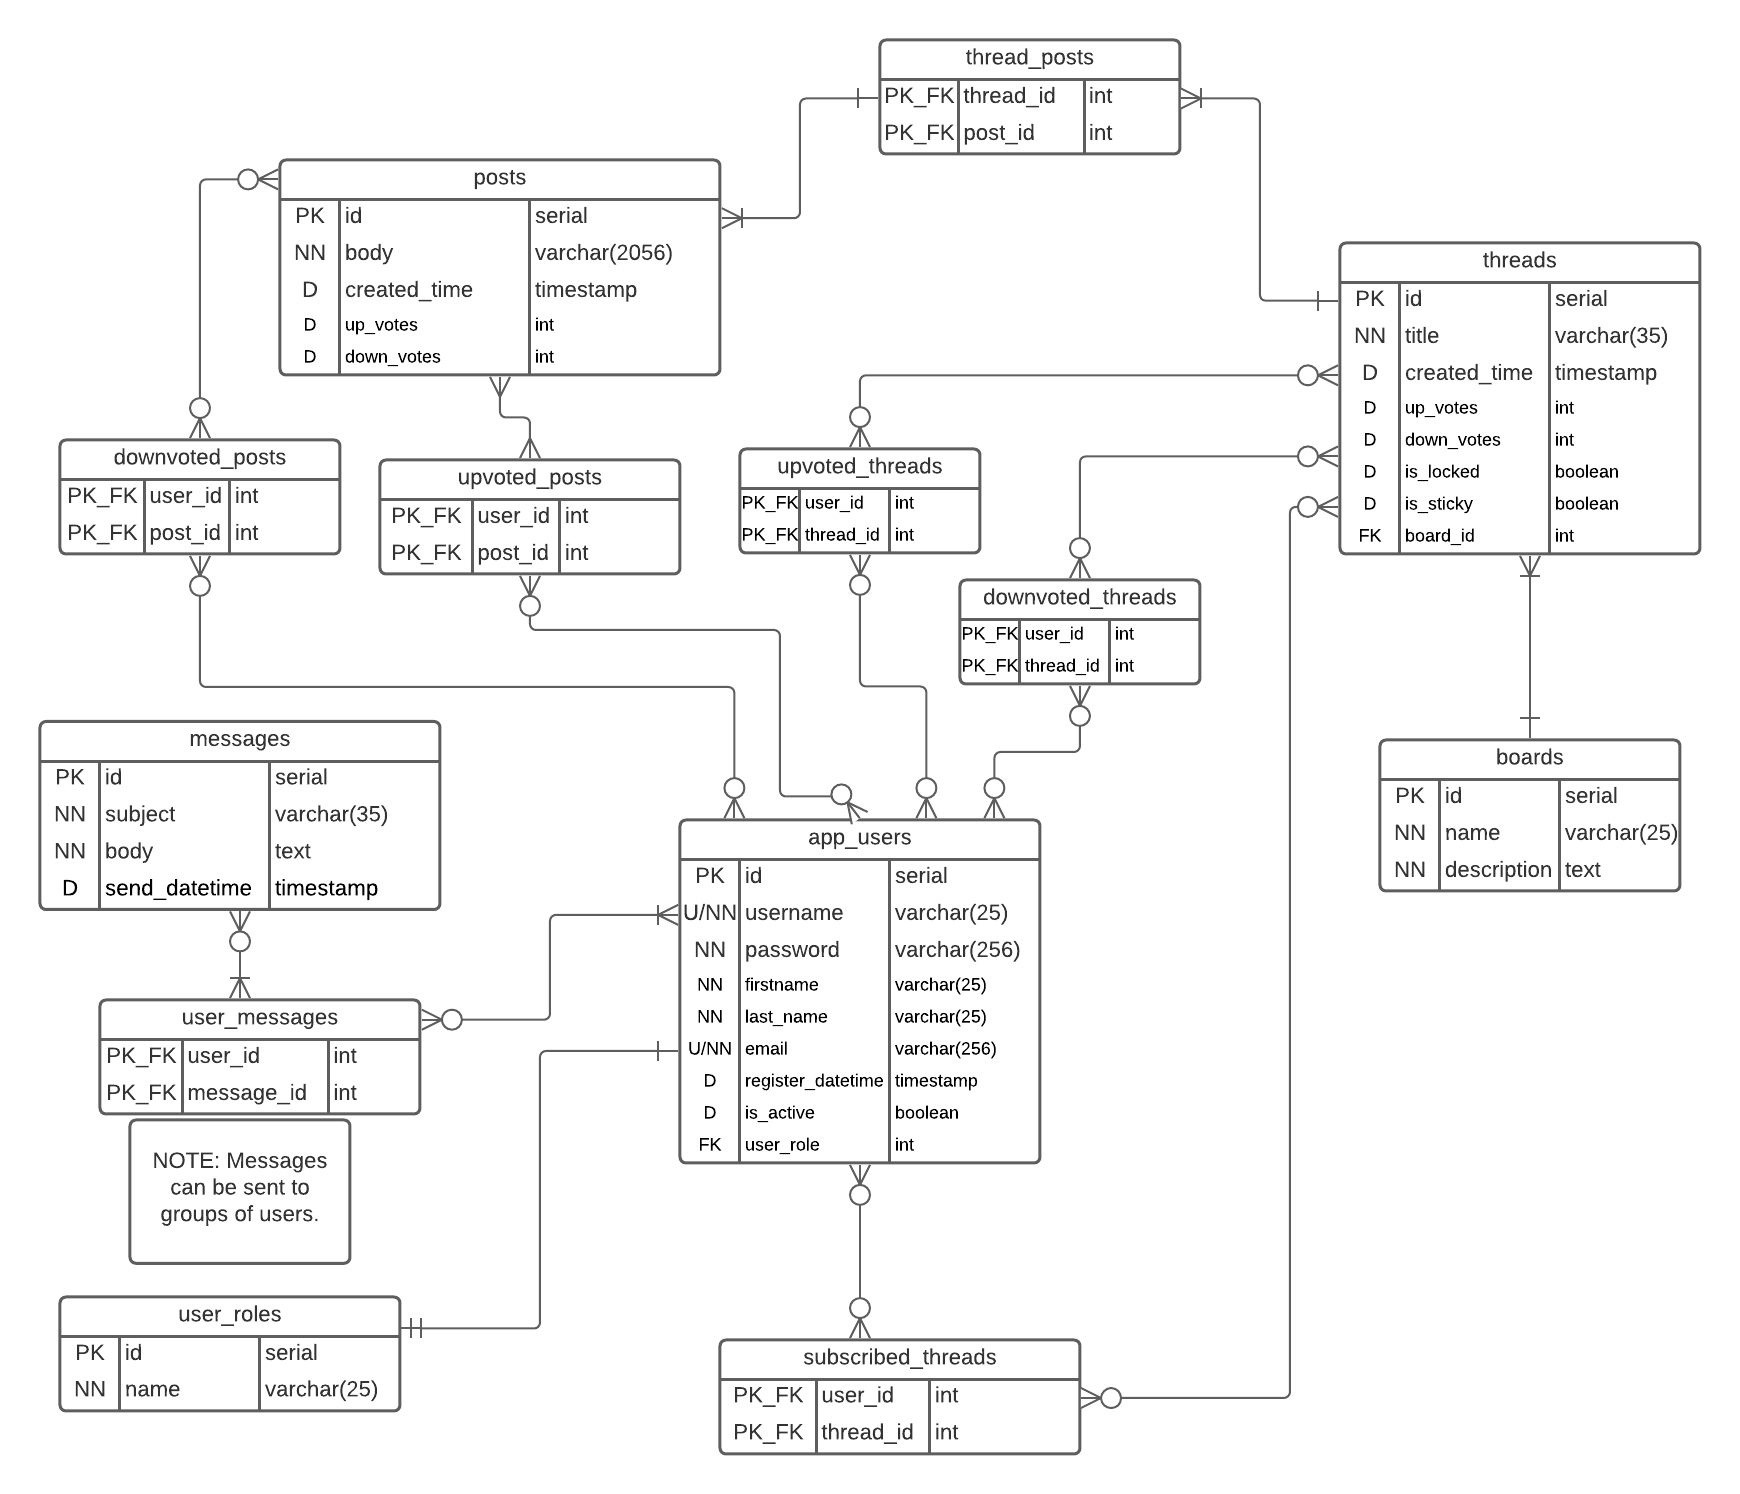 thread_posts
PK_FK thread_id int
PK_FK post_id int
posts
PK id serial
NN body varchar(2056)
D created_time timestamp
D up_votes int
D down_votes int
threads
PK id serial
NN title varchar(35)
D created_time timestamp
D up_votes int
D down_votes int
D is_locked boolean
D is_sticky boolean
FK board_id int
downvoted_posts
PK_FK user_id int
PK_FK post_id int
upvoted_posts
PK_FK user_id int
PK_FK post_id int
upvoted_threads
PK_FK user_id int
PK_FK thread_id int
downvoted_threads
PK_FK user_id int
PK_FK thread_id int
messages
PK id serial
NN subject varchar(35)
NN body text
D send_datetime timestamp
boards
PK id serial
NN name varchar(25)
NN description text
app_users
PK id serial
U/NN username varchar(25)
NN password varchar(256)
NN firstname varchar(25)
NN last_name varchar(25)
U/NN email varchar(256)
D register_datetime timestamp
D is_active boolean
FK user_role int
user_messages
PK_FK user_id int
PK_FK message_id int
NOTE: Messages
can be sent to
groups of users.
user_roles
PK id serial
NN name varchar(25)
subscribed_threads
PK_FK user_id int
PK_FK thread_id int